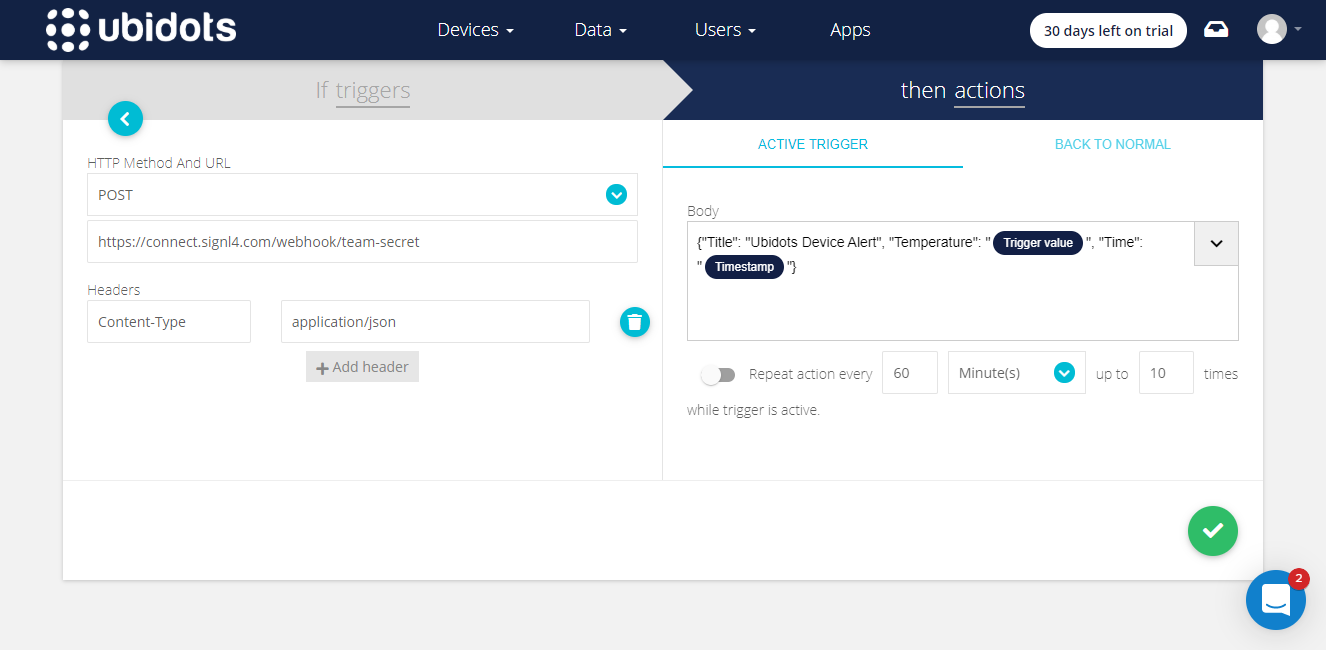 ubidots
Devices Data Users Apps
30 days left on trial
If triggers
then actions
ACTIVE TRIGGER BACK TO NORMAL
HTTP Method And URL
POST
https://connect.signl4.com/webhook/team-secret
Headers
Content-Type application/json
Add header
Body
{"Title": "Ubidots Device Alert", "Temperature": " Trigger value ", "Time":
" Timestamp "}
Repeat action every 60 Minute(s) up to 10 times
while trigger is active.
2